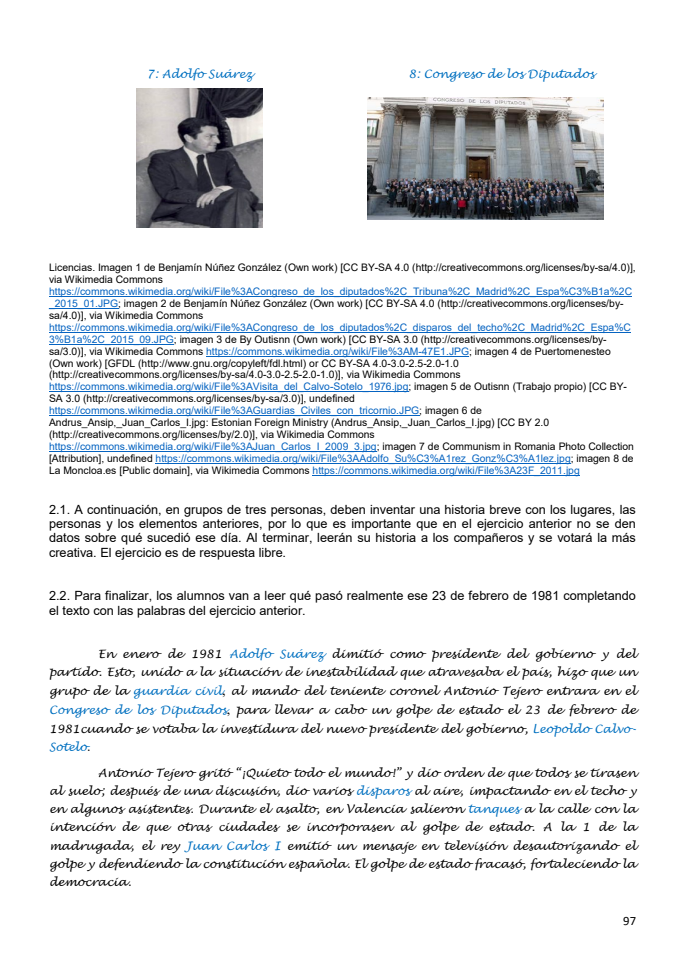 7: Adolfo Suárez
8: Congreso de los Diputados
CONGRESO DE LOS DIPUTADOS
Licencias. Imagen 1 de Benjamín Núñez González (Own work) [CC BY-SA 4.0 (http://creativecommons.org/licenses/by-sa/4.0)],
via Wikimedia Commons
https://commons.wikimedia.org/wiki/File%3ACongreso_de_los_diputados%2C_Tribuna%2C_Madrid%2C_Espa%C3%B1a%2C
_2015_01.JPG; imagen 2 de Benjamín Núñez González (Own work) [CC BY-SA 4.0 (http://creativecommons.org/licenses/by-
sa/4.0)], via Wikimedia Commons
https://commons.wikimedia.org/wiki/File%3ACongreso_de_los_diputados%2C_disparos_del_techo%2C_Madrid%2C_Espa%C
3%B1a%2C_2015_09.JPG; imagen 3 de By Outisnn (Own work) [CC BY-SA 3.0 (http://creativecommons.org/licenses/by-
sa/3.0)], via Wikimedia Commons https://commons.wikimedia.org/wiki/File%3AM-47E1.JPG; imagen 4 de Puertomenesteo
(Own work) [GFDL (http://www.gnu.org/copyleft/fdl.html) or CC BY-SA 4.0-3.0-2.5-2.0-1.0
(http://creativecommons.org/licenses/by-sa/4.0-3.0-2.5-2.0-1.0)], via Wikimedia Commons
https://commons.wikimedia.org/wiki/File%3AVisita_del_Calvo-Sotelo_1976.jpg; imagen 5 de Outisnn (Trabajo propio) [CC BY-
SA 3.0 (http://creativecommons.org/licenses/by-sa/3.0)], undefined
https://commons.wikimedia.org/wiki/File%3AGuardias_Civiles_con_tricornio.JPG; imagen 6 de
Andrus_Ansip,_Juan_Carlos_I.jpg: Estonian Foreign Ministry (Andrus_Ansip,_Juan_Carlos_I.jpg) [CC BY 2.0
(http://creativecommons.org/licenses/by/2.0)], via Wikimedia Commons
https://commons.wikimedia.org/wiki/File%3AJuan_Carlos_I_2009_3.jpg; imagen 7 de Communism in Romania Photo Collection
[Attribution], undefined https://commons.wikimedia.org/wiki/File%3AAdolfo_Su%C3%A1rez_Gonz%C3%A1lez.jpg; imagen 8 de
La Moncloa.es [Public domain], via Wikimedia Commons https://commons.wikimedia.org/wiki/File%3A23F_2011.jpg
2.1. A continuación, en grupos de tres personas, deben inventar una historia breve con los lugares, las
personas y los elementos anteriores, por lo que es importante que en el ejercicio anterior no se den
datos sobre qué sucedió ese día. Al terminar, leerán su historia a los compañeros y se votará la más
creativa. El ejercicio es de respuesta libre.
2.2. Para finalizar, los alumnos van a leer qué pasó realmente ese 23 de febrero de 1981 completando
el texto con las palabras del ejercicio anterior.
En enero de 1981 Adolfo Suárez dimitió como presidente del gobierno y del
partido. Esto, unido a la situación de inestabilidad que atravesaba el país, hizo que un
grupo de la guardia civil, al mando del teniente coronel Antonio Tejero entrara en el
Congreso de los Diputados, para llevar a cabo un golpe de estado el 23 de febrero de
1981cuando se votaba la investidura del nuevo presidente del gobierno, Leopoldo Calvo-
Sotelo.
Antonio Tejero gritó “¡Quieto todo el mundo!” y dio orden de que todos se tirasen
al suelo; después de una discusión, dio varios disparos al aire, impactando en el techo y
en algunos asistentes. Durante el asalto, en Valencia salieron tanques a la calle con la
intención de que otras ciudades se incorporasen al golpe de estado. A la 1 de la
madrugada, el rey Juan Carlos I emitió un mensaje en televisión desautorizando el
golpe y defendiendo la constitución española. El golpe de estado fracasó, fortaleciendo la
democracia.
97